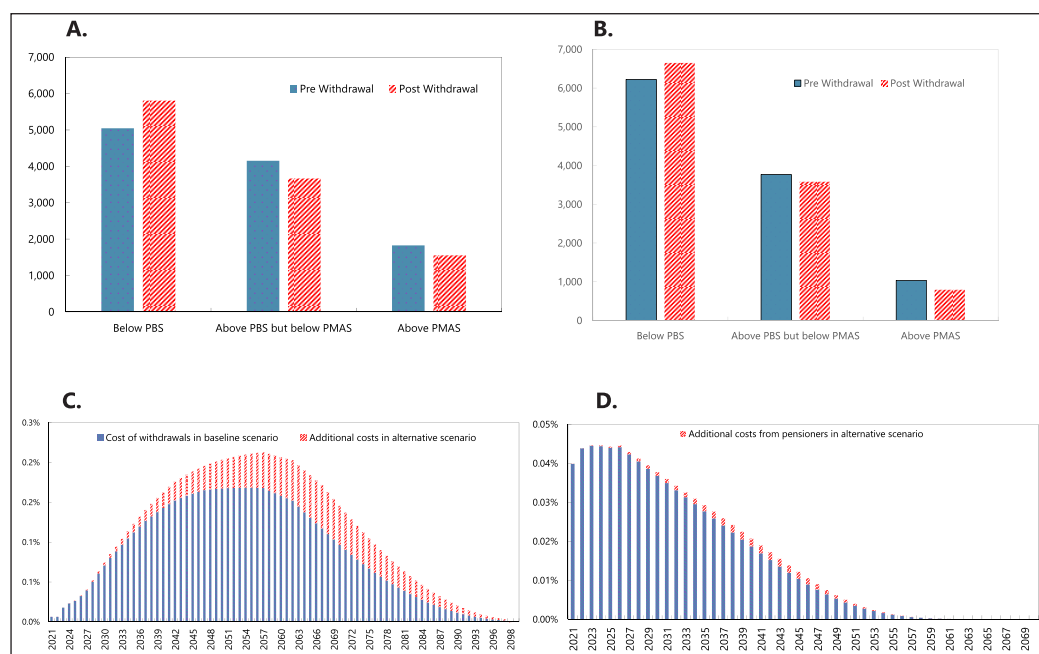 A.
7,000
6,000
5,000
4,000
3,000
2,000
1,000
0
Pre Withdrawal Post Withdrawal
Below PBS Above PBS but below PMAS Above PMAS
B.
7,000
6,000
5,000
4,000
3,000
2,000
1,000
0
Pre Withdrawal Post Withdrawal
Below PBS Above PBS but below PMAS Above PMAS
C.
0.3%
0.2%
0.2%
0.1%
0.1%
0.0%
Cost of withdrawals in baseline scenario Additional costs in alternative scenario
2021 2024 2027 2030 2033 2036 2039 2042 2045 2048 2051 2054 2057 2060 2063 2066 2069 2072 2075 2078 2081 2084 2087 2090 2093 2096 2098
D.
0.05%
0.04%
0.03%
0.02%
0.01%
0.00%
Additional costs from pensioners in alternative scenario
2021 2023 2025 2027 2029 2031 2033 2035 2037 2039 2041 2043 2045 2047 2049 2051 2053 2055 2057 2059 2061 2063 2065 2067 2069